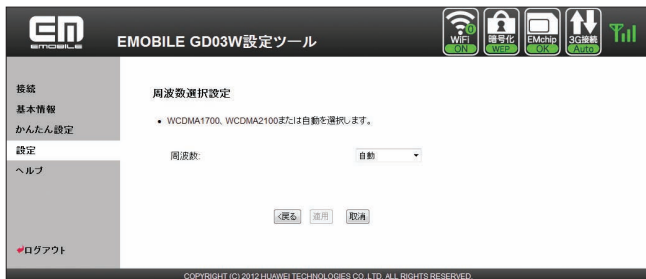 EM
EMOBILE
EMOBILE GD03W設定ツール
0
WiFi
ON
暗号化
WEP
EMchip
OK
3G接続
Auto
接続
基本情報
かんたん設定
設定
ヘルプ
ログアウト
周波数選択設定
• WCDMA1700、WCDMA2100または自動を選択します。
周波数: 自動
<戻る 適用 取消
COPYRIGHT (C) 2012 HUAWEI TECHNOLOGIES CO.,LTD. ALL RIGHTS RESERVED.